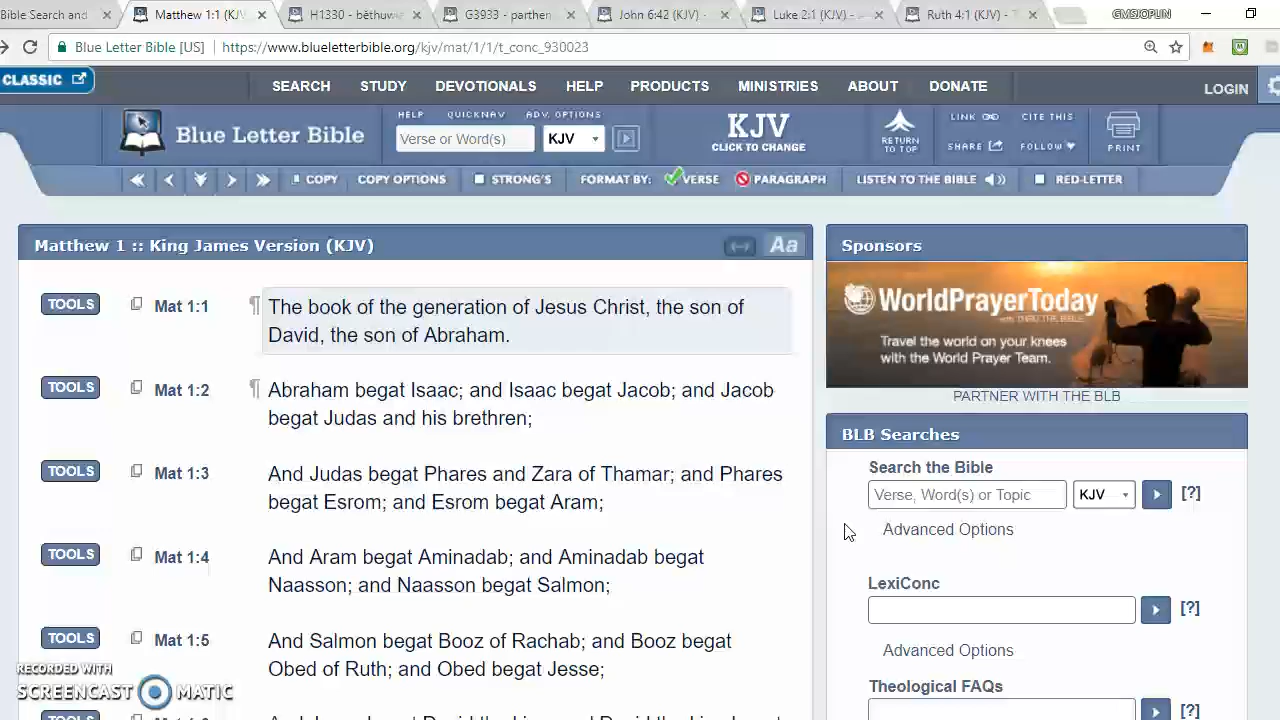 Bible Search and
Matthew 1:1 (KJV
H1330 - bĕthuw
G3933 - parthen
John 6:42 (KJV) -
Luke 2:1 (KJV) -
Ruth 4:1 (KJV) - T
GMSJOPLIN
Blue Letter Bible [US]
https://www.blueletterbible.org/kjv/mat/1/1/t_conc_930023
CLASSIC
SEARCH STUDY DEVOTIONALS HELP PRODUCTS MINISTRIES ABOUT DONATE
LOGIN
Blue Letter Bible
HELP QUICKNAV ADV. OPTIONS
Verse or Word(s) KJV
KJV
CLICK TO CHANGE
RETURN
TO TOP
LINK CITE THIS
SHARE FOLLOW
PRINT
COPY COPY OPTIONS STRONG'S FORMAT BY: VERSE PARAGRAPH LISTEN TO THE BIBLE RED-LETTER
Matthew 1 :: King James Version (KJV)
Aa
TOOLS Mat 1:1 ¶ The book of the generation of Jesus Christ, the son of
David, the son of Abraham.
TOOLS Mat 1:2 ¶ Abraham begat Isaac; and Isaac begat Jacob; and Jacob
begat Judas and his brethren;
TOOLS Mat 1:3 And Judas begat Phares and Zara of Thamar; and Phares
begat Esrom; and Esrom begat Aram;
TOOLS Mat 1:4 And Aram begat Aminadab; and Aminadab begat
Naasson; and Naasson begat Salmon;
TOOLS Mat 1:5 And Salmon begat Booz of Rachab; and Booz begat
Obed of Ruth; and Obed begat Jesse;
RECORDED WITH
SCREENCAST MATIC
Sponsors
WorldPrayerToday
with THRU THE BIBLE
Travel the world on your knees
with the World Prayer Team.
PARTNER WITH THE BLB
BLB Searches
Search the Bible
Verse, Word(s) or Topic KJV [?]
Advanced Options
LexiConc
[?]
Advanced Options
Theological FAQs
[?]